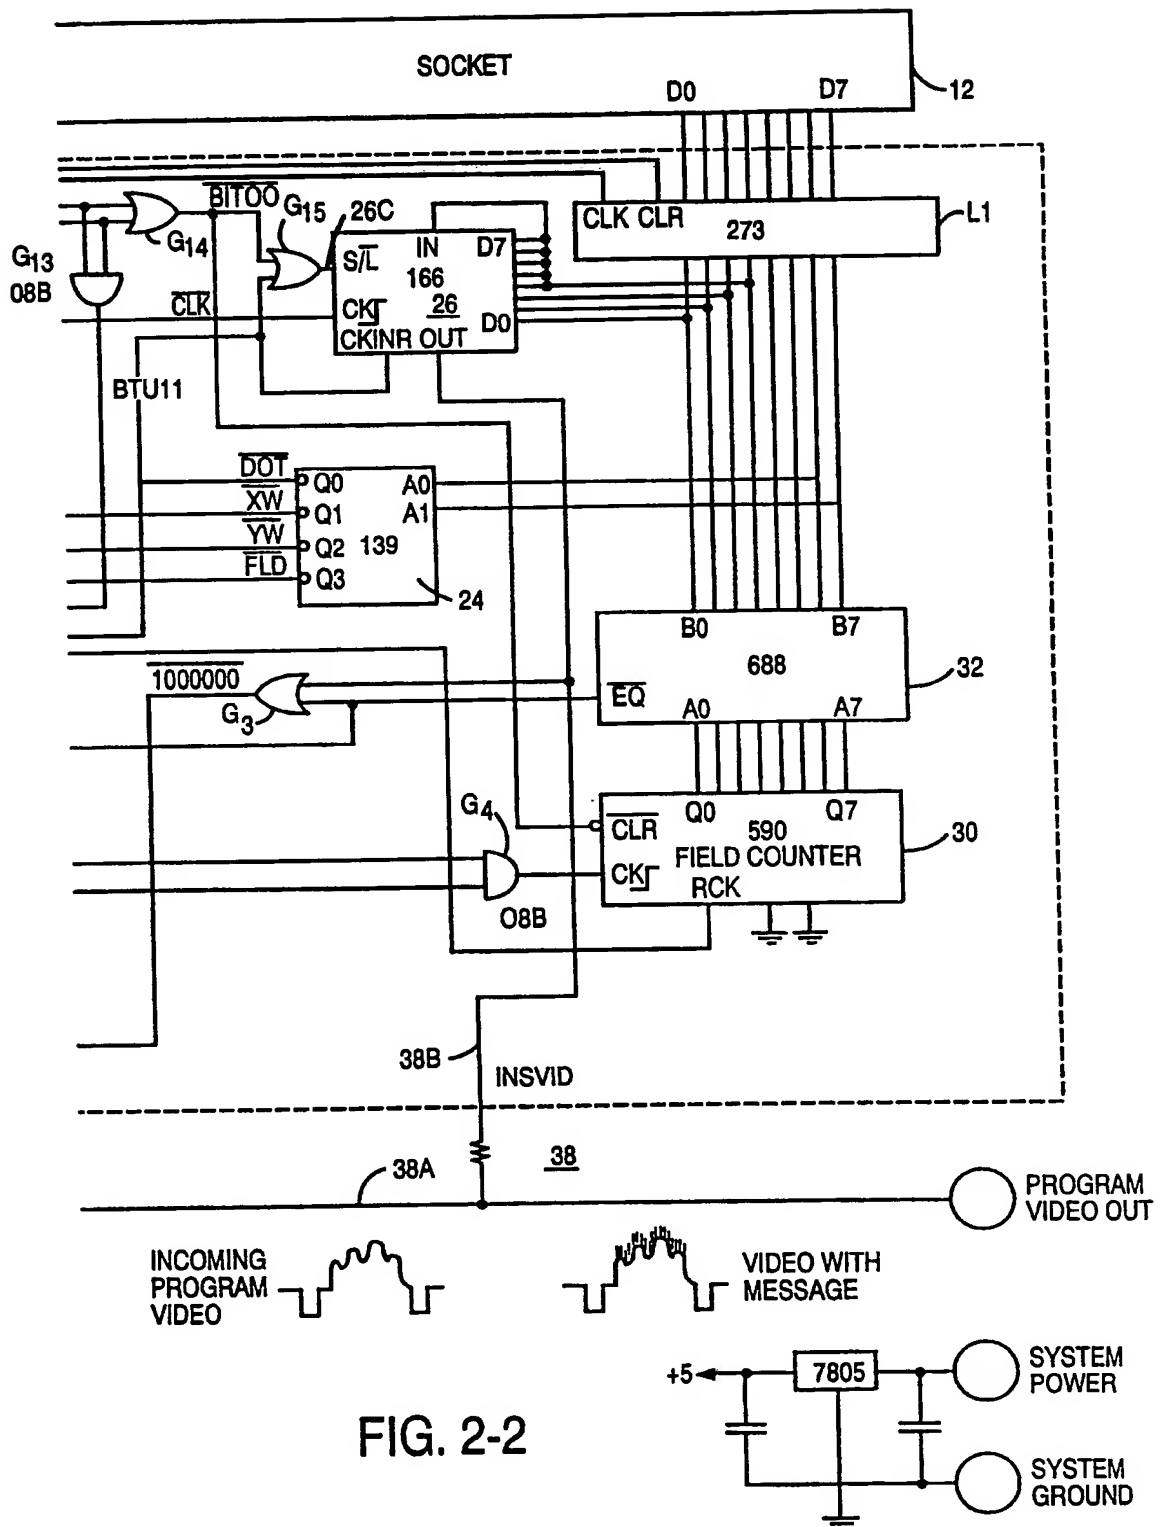 SOCKET
D0 D7
12
BITOO
G15
26C
CLK CLR
273
L1
G14
G13
08B
S/L
IN
D7
166
26
CLK
CK
D0
CKINR OUT
BTU11
DOT
Q0
A0
XW
Q1
A1
YW
Q2
139
FLD
Q3
24
B0 B7
688
32
1000000
EQ
G3
A0 A7
G4
Q0 Q7
CLR
590
30
FIELD COUNTER
CK
RCK
O8B
38B
INSVID
38A
38
PROGRAM
VIDEO OUT
INCOMING
PROGRAM
VIDEO
VIDEO WITH
MESSAGE
+5
7805
SYSTEM
POWER
FIG. 2-2
SYSTEM
GROUND